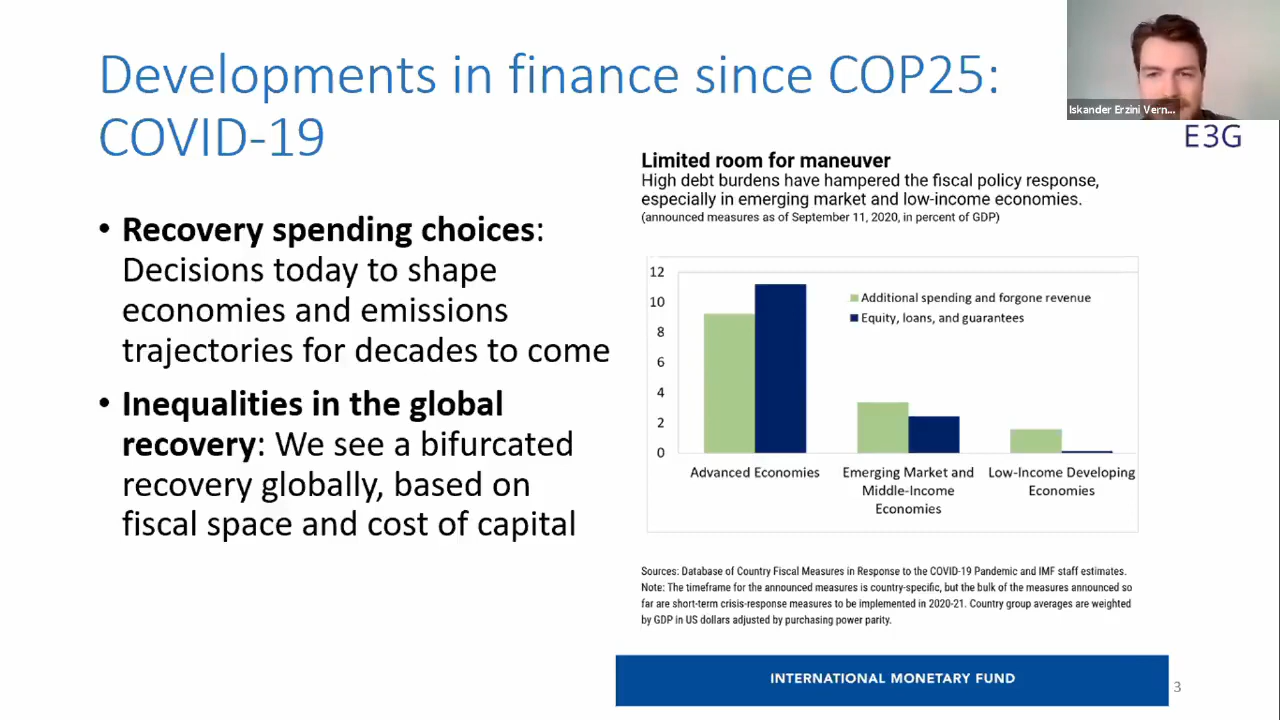 Developments in finance since COP25:
COVID-19
Iskander Erzini Vern...
E3G
• Recovery spending choices:
Decisions today to shape
economies and emissions
trajectories for decades to come
• Inequalities in the global
recovery: We see a bifurcated
recovery globally, based on
fiscal space and cost of capital
Limited room for maneuver
High debt burdens have hampered the fiscal policy response,
especially in emerging market and low-income economies.
(announced measures as of September 11, 2020, in percent of GDP)
12
10
8
6
4
2
0
Additional spending and forgone revenue
Equity, loans, and guarantees
Advanced Economies
Emerging Market and
Middle-Income
Economies
Low-Income Developing
Economies
Sources: Database of Country Fiscal Measures in Response to the COVID-19 Pandemic and IMF staff estimates.
Note: The timeframe for the announced measures is country-specific, but the bulk of the measures announced so
far are short-term crisis-response measures to be implemented in 2020-21. Country group averages are weighted
by GDP in US dollars adjusted by purchasing power parity.
INTERNATIONAL MONETARY FUND
3